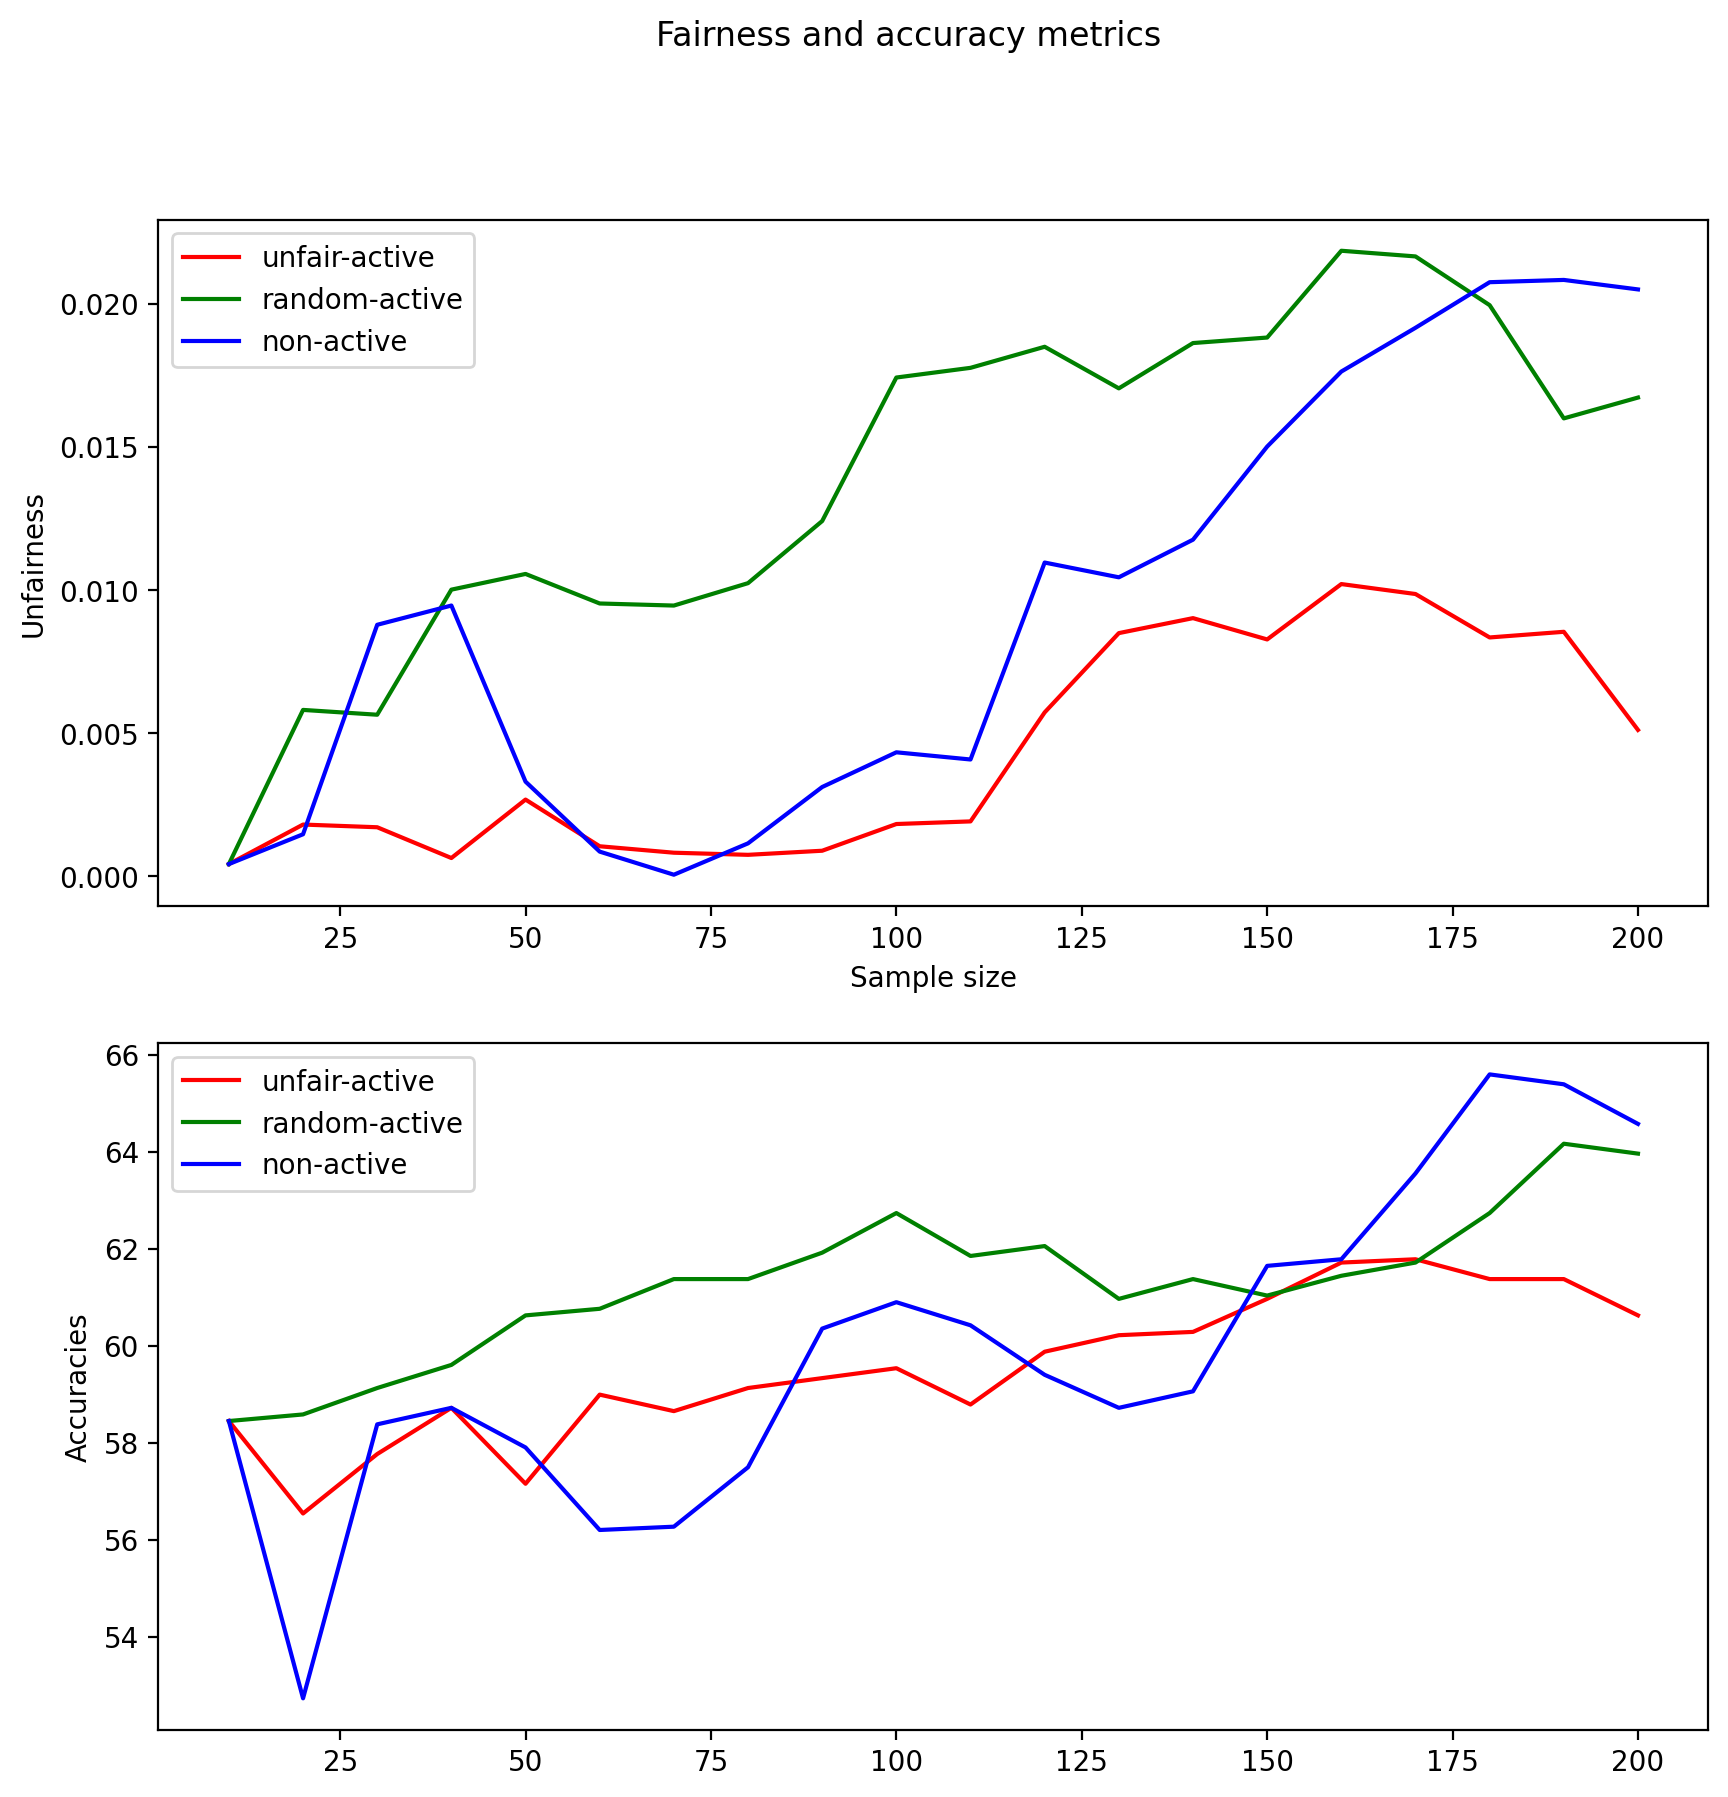 Fairness and accuracy metrics
unfair-active
random-active
non-active
0.020
0.015
0.010
0.005
0.000
Unfairness
25 50 75 100 125 150 175 200
Sample size
unfair-active
random-active
non-active
66
64
62
60
58
56
54
Accuracies
25 50 75 100 125 150 175 200